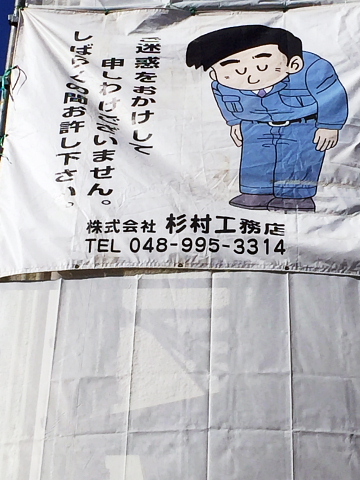 ご迷惑をおかけして
申しわけございません。
しばらくの間お許し下さい。
株式会社 杉村工務店
TEL 048-995-3314